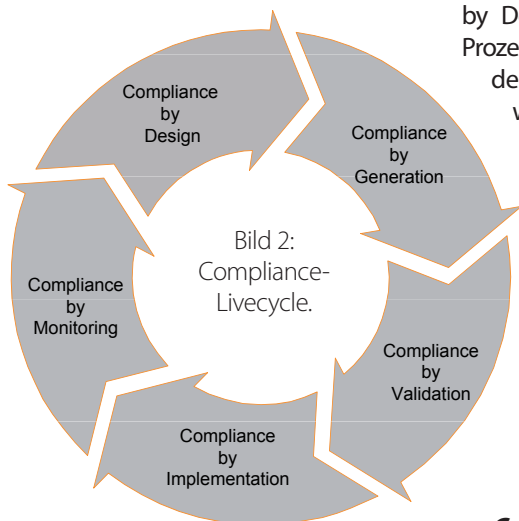 by D
Proze
de
Compliance
by
Design
Compliance
by
Generation
Compliance
by
Validation
Compliance
by
Implementation
Compliance
by
Monitoring
Bild 2:
Compliance-
Livecycle.